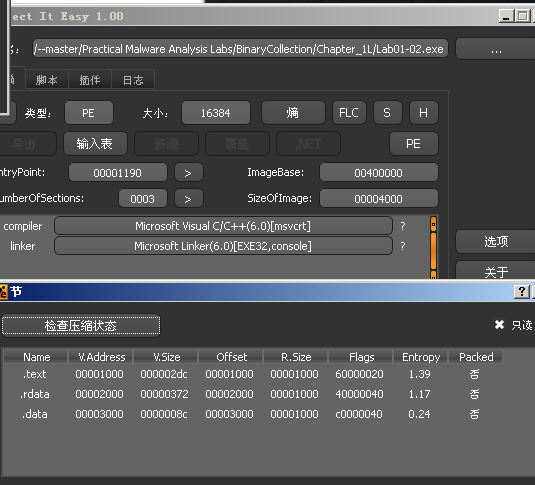 ect It Easy 1.00
名: /--master/Practical Malware Analysis Labs/BinaryCollection/Chapter_1L/Lab01-02.exe ...
脚本 插件 日志
类型: PE 大小: 16384 熵 FLC S H
导出 输入表 资源 覆盖 .NET PE
ntryPoint: 00001190 > ImageBase: 00400000
umberOfSections: 0003 > SizeOfImage: 00004000
compiler Microsoft Visual C/C++(6.0)[msvcrt] ?
linker Microsoft Linker(6.0)[EXE32,console] ?
选项
关于
节 ?
检查压缩状态 只读
Name V.Address V.Size Offset R.Size Flags Entropy Packed
.text 00001000 000002dc 00001000 00001000 60000020 1.39 否
.rdata 00002000 00000372 00002000 00001000 40000040 1.17 否
.data 00003000 0000008c 00003000 00001000 c0000040 0.24 否